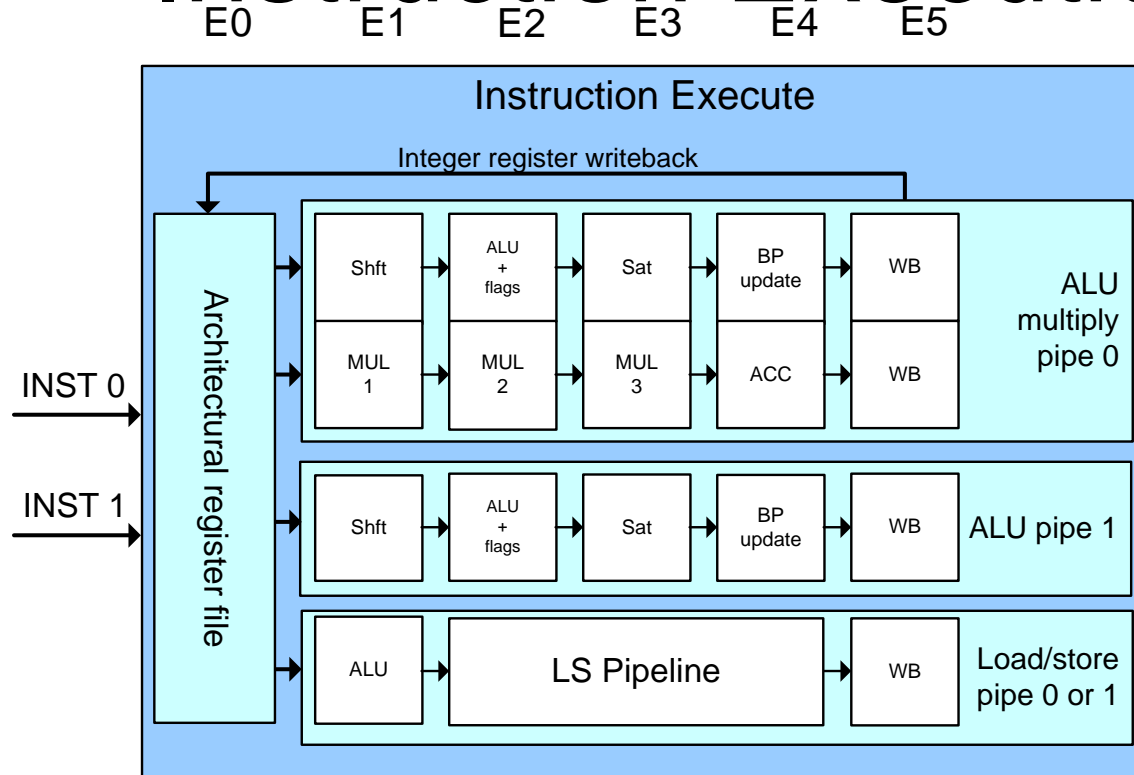 E0 E1 E2 E3 E4 E5
Instruction Execute
Integer register writeback
Architectural register file
INST 0
INST 1
Shft
ALU
+
flags
Sat
BP
update
WB
MUL
1
MUL
2
MUL
3
ACC
WB
ALU
multiply
pipe 0
Shft
ALU
+
flags
Sat
BP
update
WB
ALU pipe 1
ALU
LS Pipeline
WB
Load/store
pipe 0 or 1